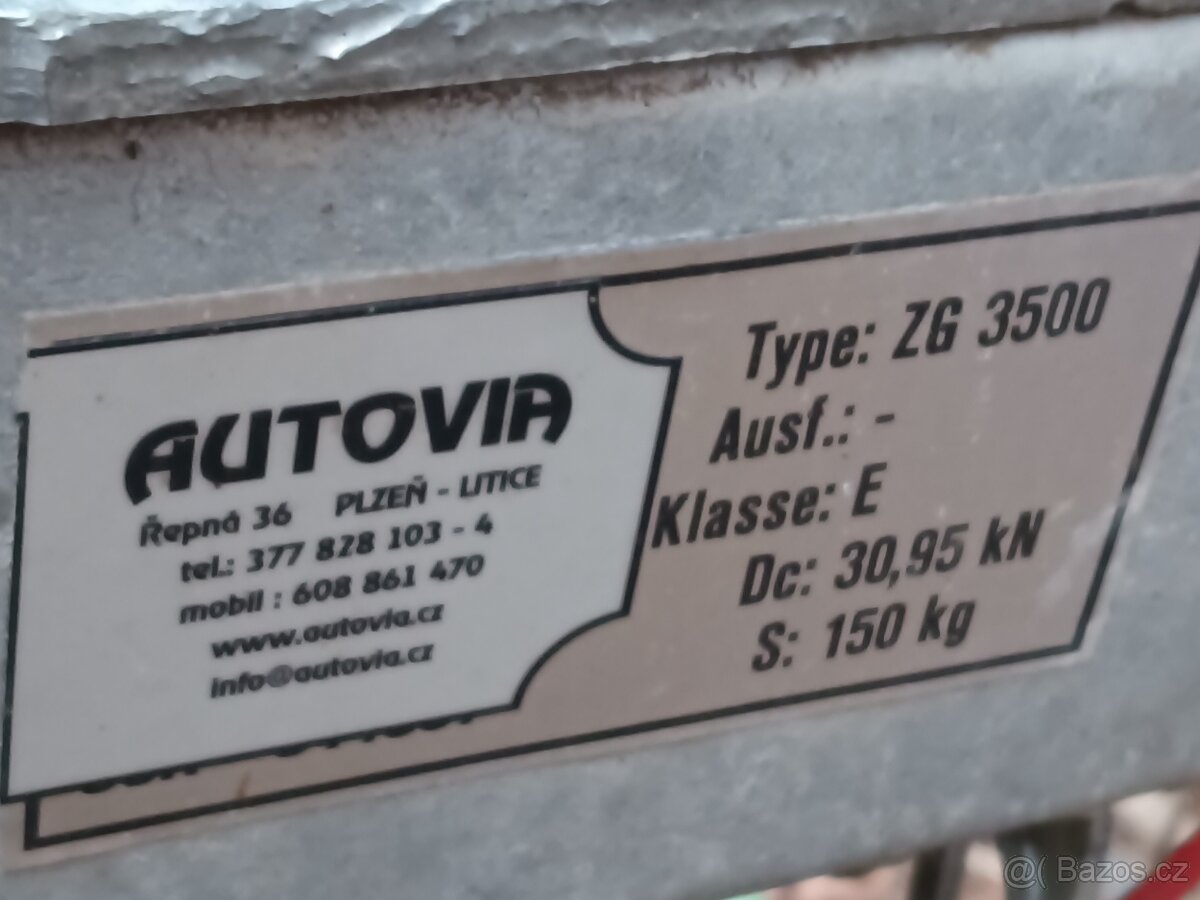 AUTOVIA
Řepná 36 PLZEŇ - LITICE
tel.: 377 828 103 - 4
mobil : 608 861 470
www.autovia.cz
info@autovia.cz
Type: ZG 3500
Ausf.: -
Klasse: E
Dc: 30,95 kN
S: 150 kg
@( Bazos.cz